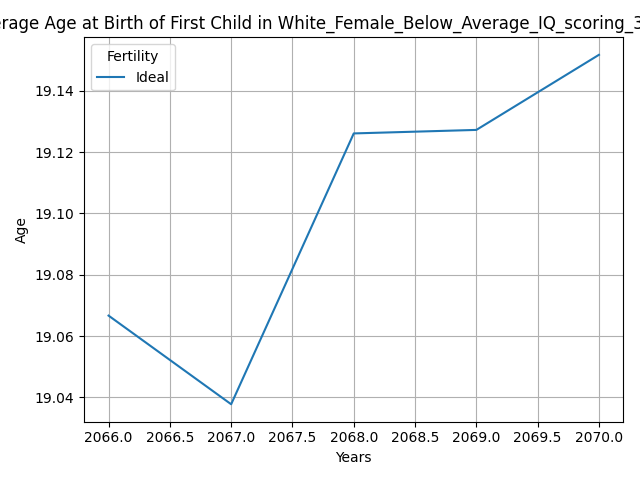 erage Age at Birth of First Child in White_Female_Below_Average_IQ_scoring_3
Fertility
Ideal
19.14
19.12
19.10
19.08
19.06
19.04
Age
2066.0 2066.5 2067.0 2067.5 2068.0 2068.5 2069.0 2069.5 2070.0
Years